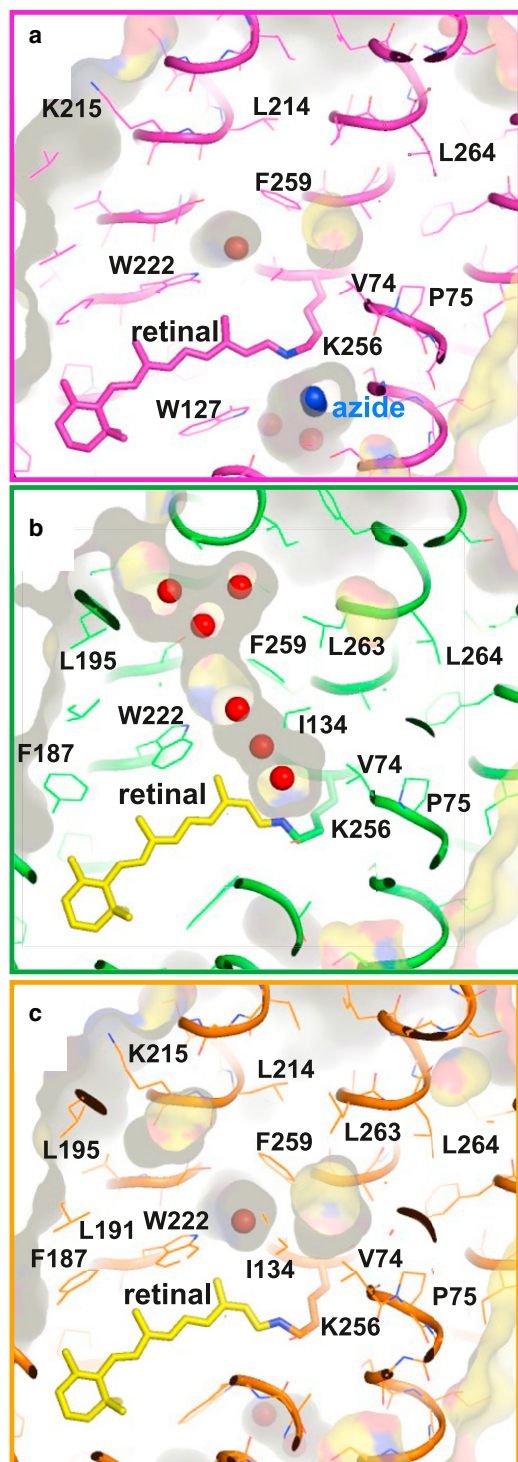 a
K215
L214
L264
F259
W222
V74
P75
retinal
K256
W127
azide
b
L195
F259
L263
L264
W222
I134
F187
V74
retinal
P75
K256
c
K215
L214
L195
F259
L263
L264
L191
W222
F187
I134
V74
retinal
P75
K256